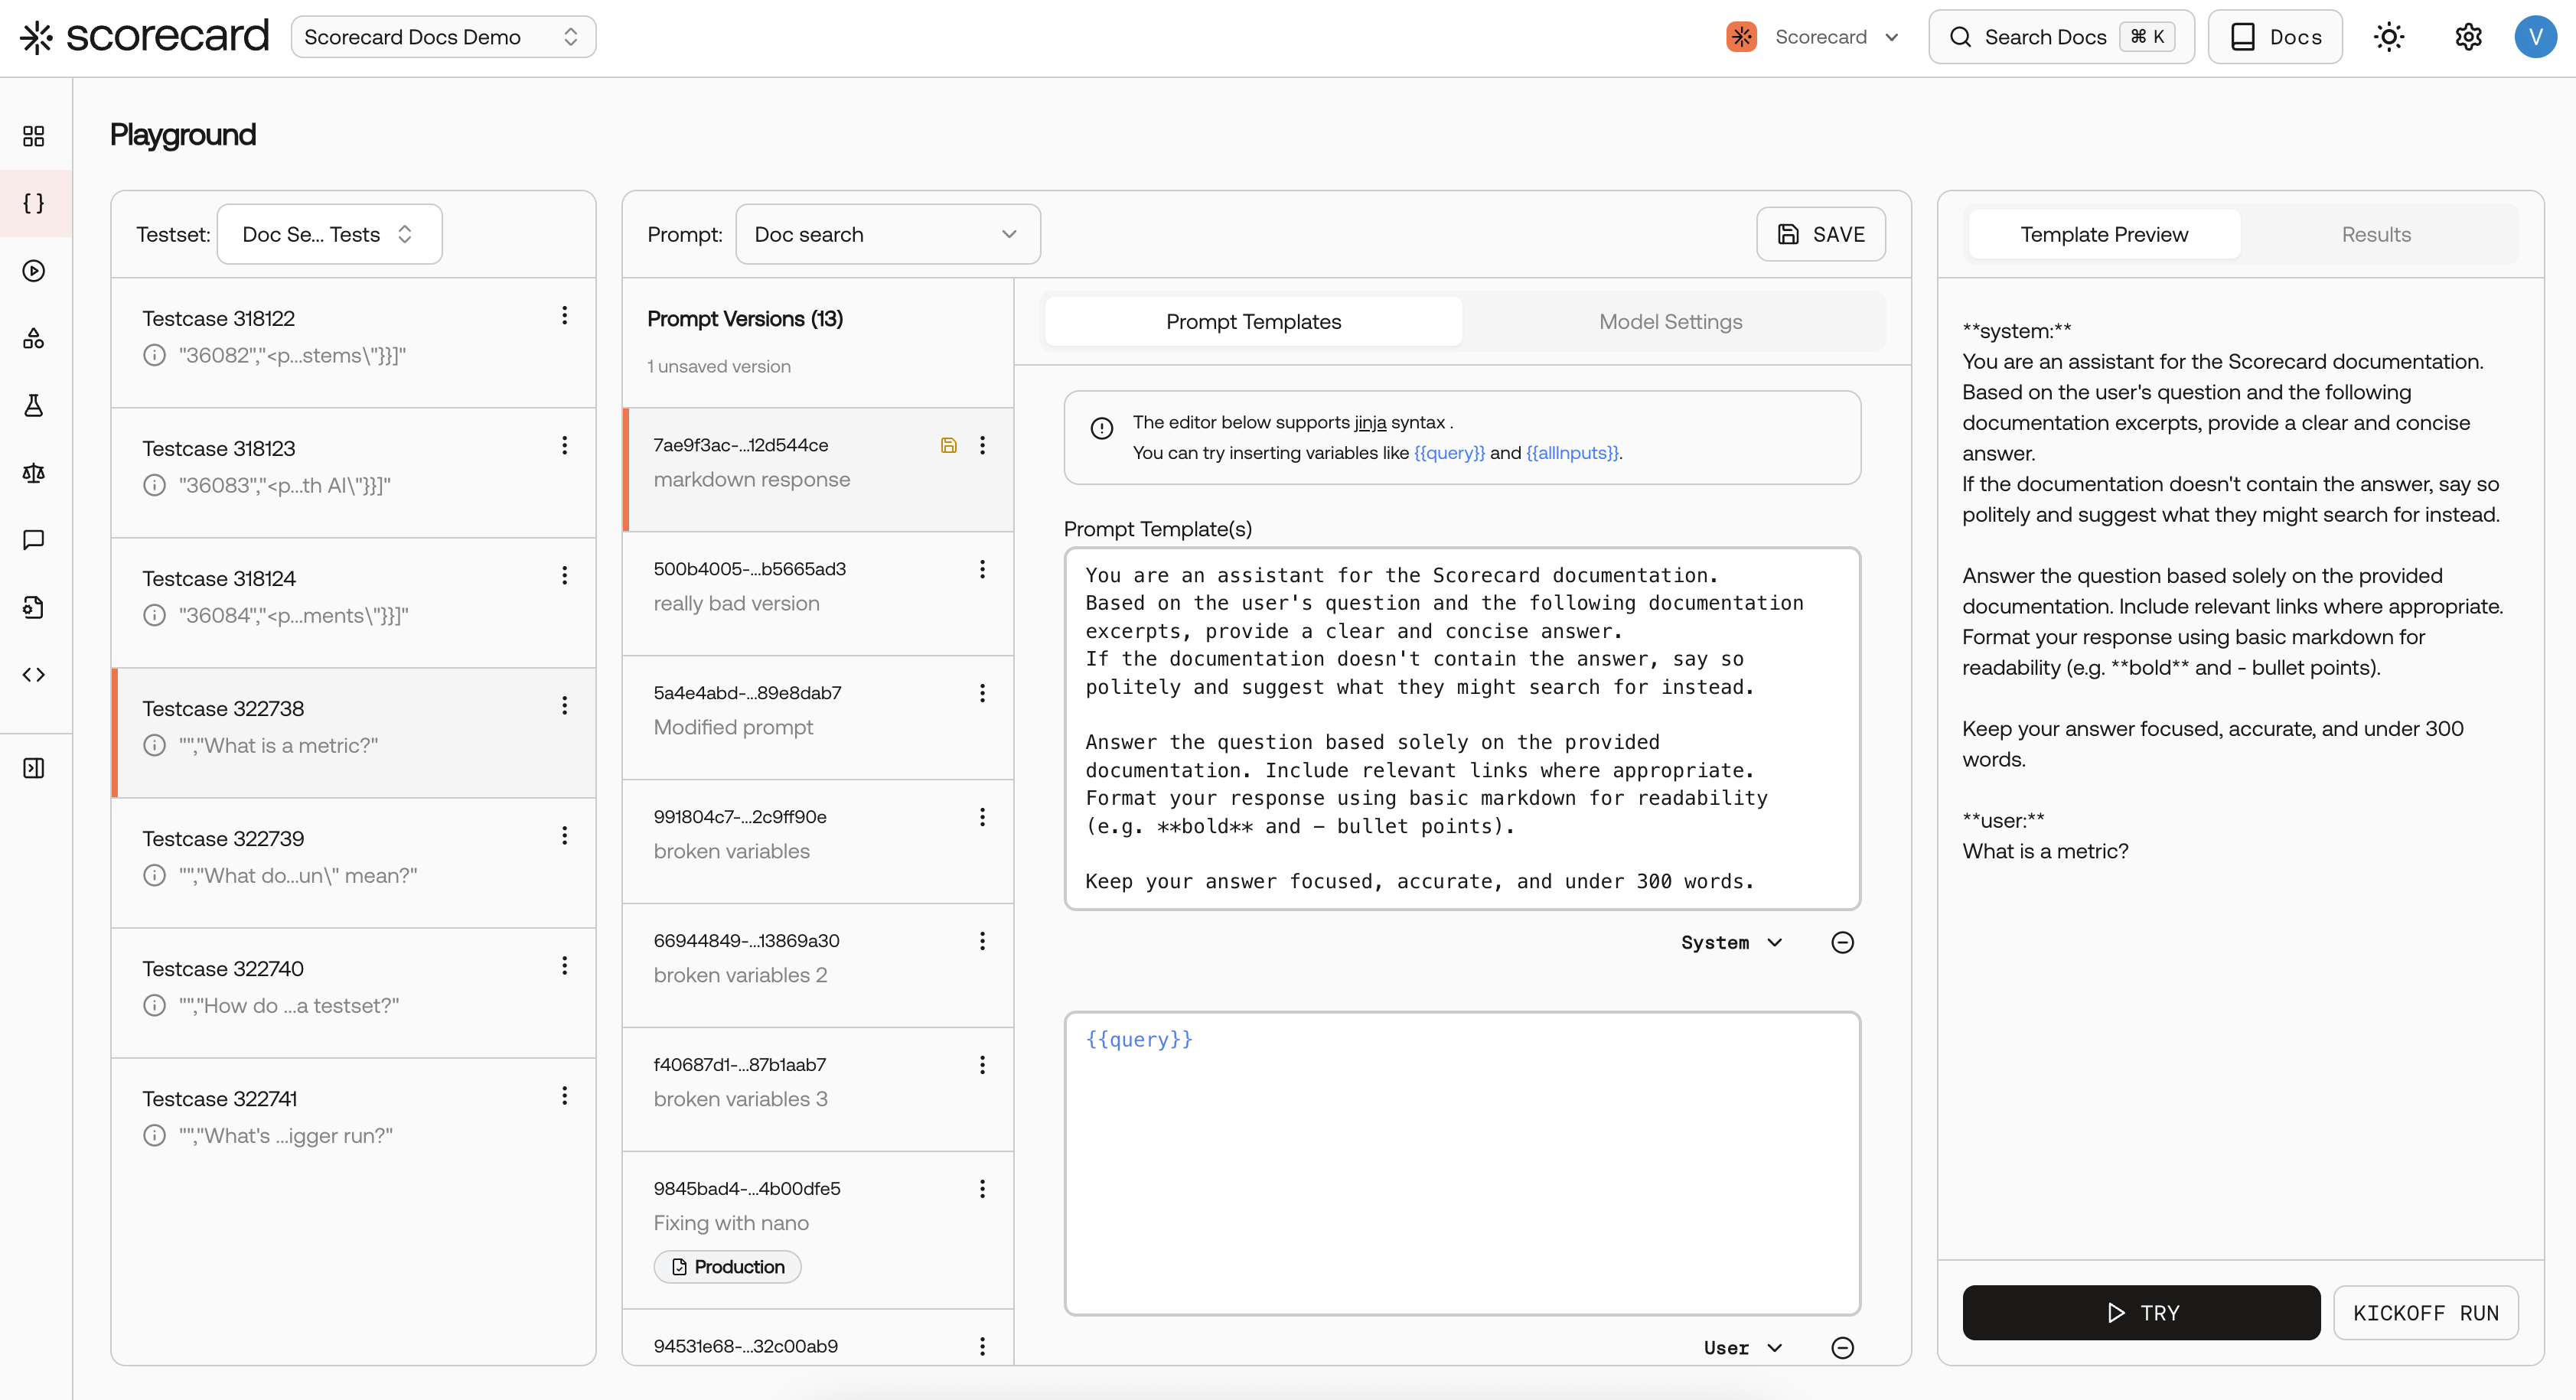 scorecard
Scorecard Docs Demo
Scorecard
Search Docs
⌘ K
Docs
V
Playground
Testset:
Doc Se... Tests
Testcase 318122
"36082","<p...stems\"}}]"
Testcase 318123
"36083","<p...th AI\"}}]"
Testcase 318124
"36084","<p...ments\"}}]"
Testcase 322738
"","What is a metric?"
Testcase 322739
"","What do...un\" mean?"
Testcase 322740
"","How do ...a testset?"
Testcase 322741
"","What's ...igger run?"
Prompt:
Doc search
SAVE
Prompt Versions (13)
1 unsaved version
7ae9f3ac-...12d544ce
markdown response
500b4005-...b5665ad3
really bad version
5a4e4abd-...89e8dab7
Modified prompt
991804c7-...2c9ff90e
broken variables
66944849-...13869a30
broken variables 2
f40687d1-...87b1aab7
broken variables 3
9845bad4-...4b00dfe5
Fixing with nano
Production
94531e68-...32c00ab9
Prompt Templates
Model Settings
The editor below supports jinja syntax .
You can try inserting variables like {{query}} and {{allInputs}}.
Prompt Template(s)
You are an assistant for the Scorecard documentation.
Based on the user's question and the following documentation
excerpts, provide a clear and concise answer.
If the documentation doesn't contain the answer, say so
politely and suggest what they might search for instead.
Answer the question based solely on the provided
documentation. Include relevant links where appropriate.
Format your response using basic markdown for readability
(e.g. **bold** and – bullet points).
Keep your answer focused, accurate, and under 300 words.
System
{{query}}
User
Template Preview
Results
**system:**
You are an assistant for the Scorecard documentation.
Based on the user's question and the following
documentation excerpts, provide a clear and concise
answer.
If the documentation doesn't contain the answer, say so
politely and suggest what they might search for instead.
Answer the question based solely on the provided
documentation. Include relevant links where appropriate.
Format your response using basic markdown for
readability (e.g. **bold** and - bullet points).
Keep your answer focused, accurate, and under 300
words.
**user:**
What is a metric?
TRY
KICKOFF RUN